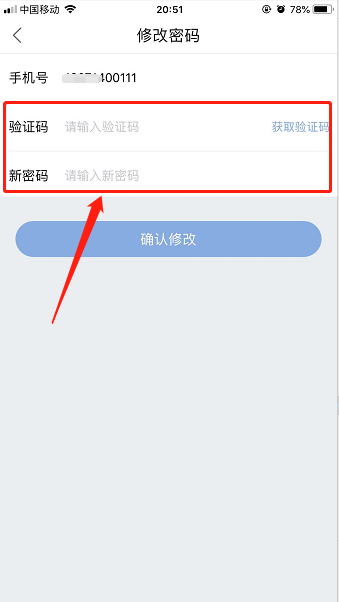 中国移动 20:51 78%
修改密码
手机号 400111
验证码 请输入验证码 获取验证码
新密码 请输入新密码
确认修改